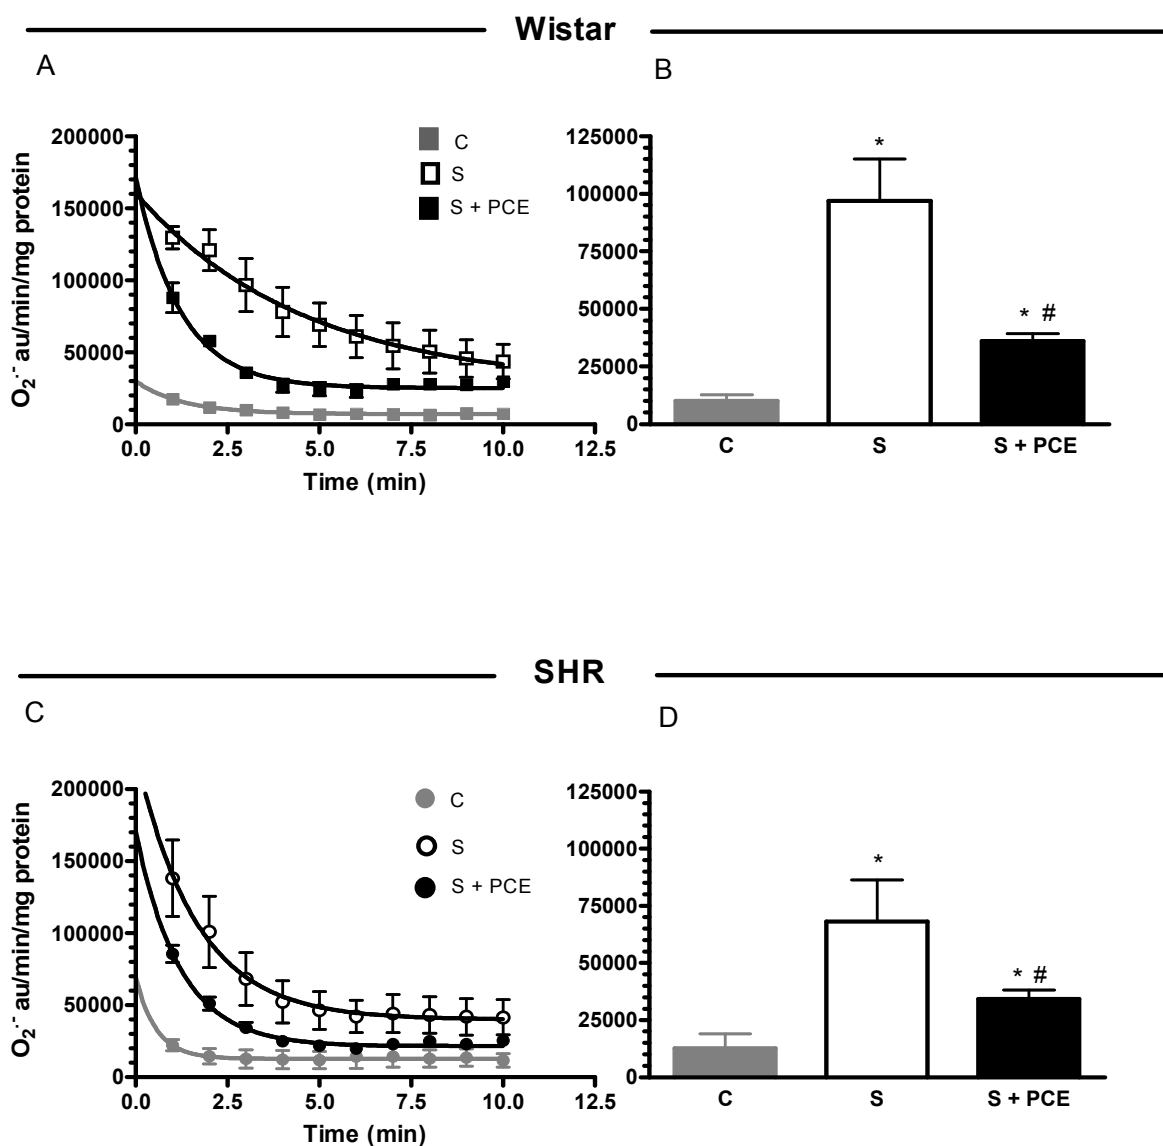 Wistar
A
B
O₂·⁻ au/min/mg protein
200000
150000
100000
50000
0
0.0 2.5 5.0 7.5 10.0 12.5
Time (min)
C
S
S + PCE
125000
100000
75000
50000
25000
0
*
* #
C S S + PCE
SHR
C
D
O₂·⁻ au/min/mg protein
200000
150000
100000
50000
0
0.0 2.5 5.0 7.5 10.0 12.5
Time (min)
C
S
S + PCE
125000
100000
75000
50000
25000
0
*
* #
C S S + PCE